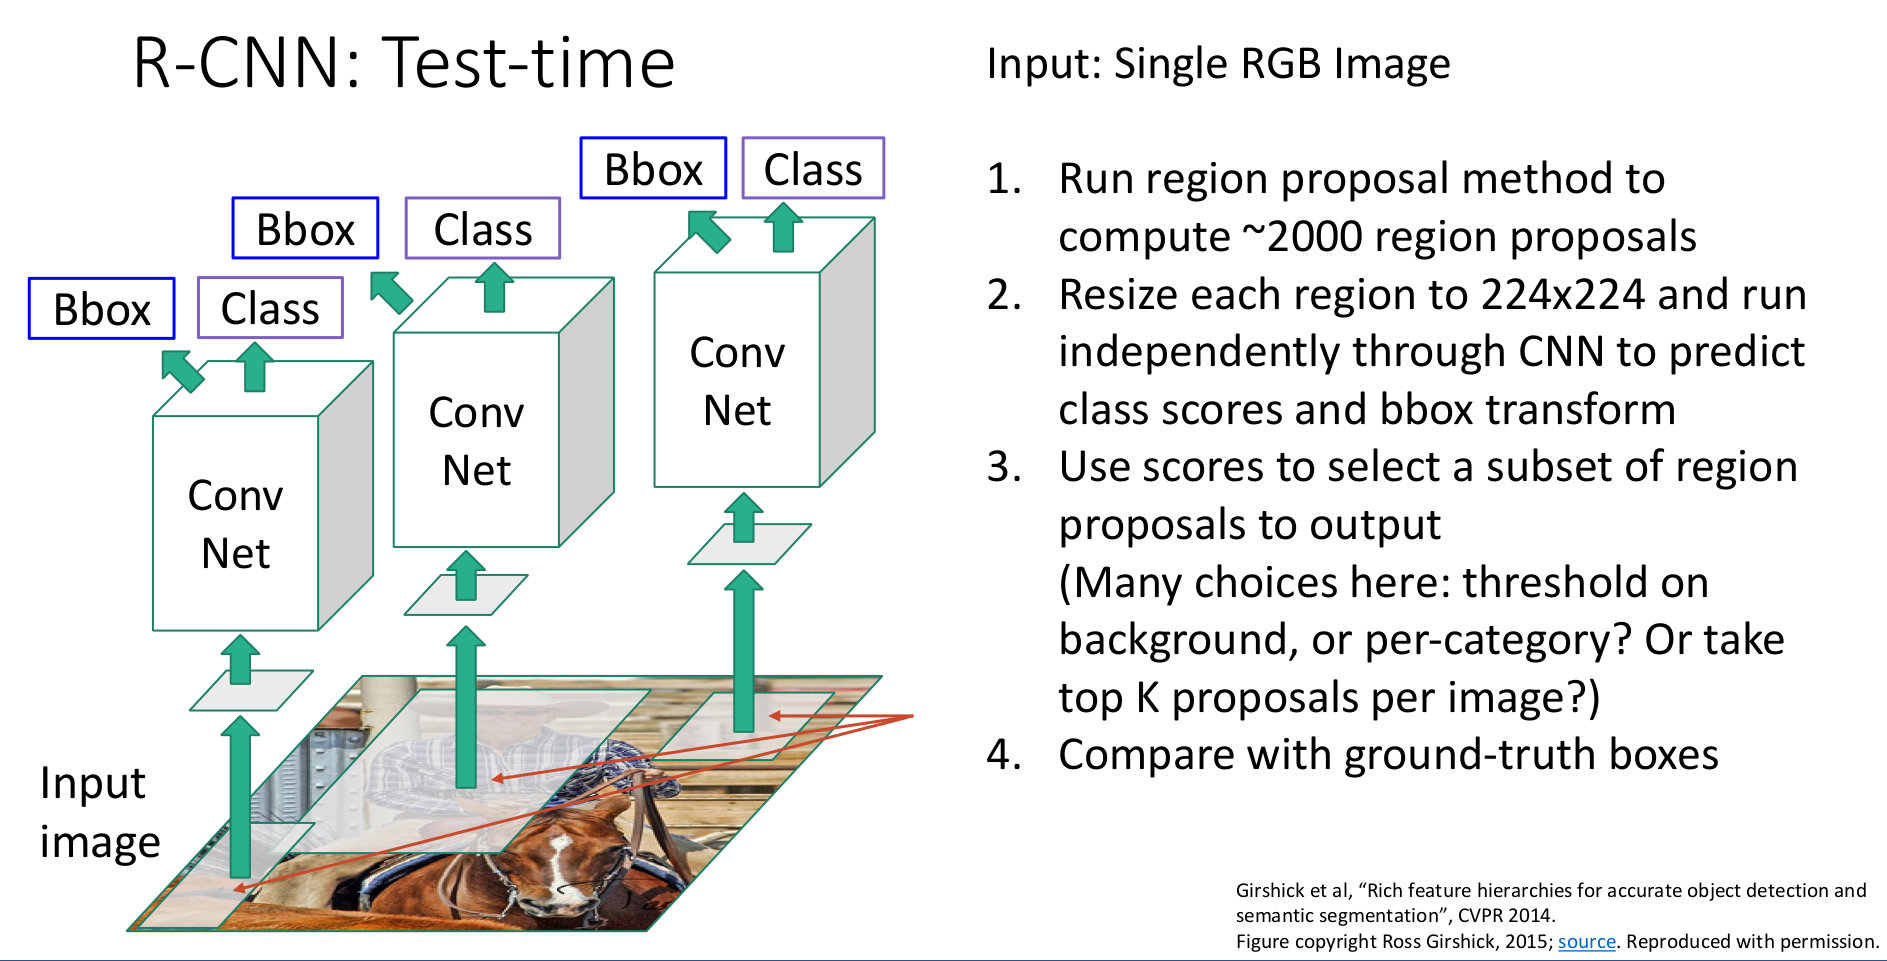 R-CNN: Test-time
Input: Single RGB Image
Bbox
Class
Bbox
Class
Bbox
Class
Conv
Net
Conv
Net
Conv
Net
Input
image
1. Run region proposal method to
compute ~2000 region proposals
2. Resize each region to 224x224 and run
independently through CNN to predict
class scores and bbox transform
3. Use scores to select a subset of region
proposals to output
(Many choices here: threshold on
background, or per-category? Or take
top K proposals per image?)
4. Compare with ground-truth boxes
Girshick et al, “Rich feature hierarchies for accurate object detection and
semantic segmentation”, CVPR 2014.
Figure copyright Ross Girshick, 2015; source. Reproduced with permission.